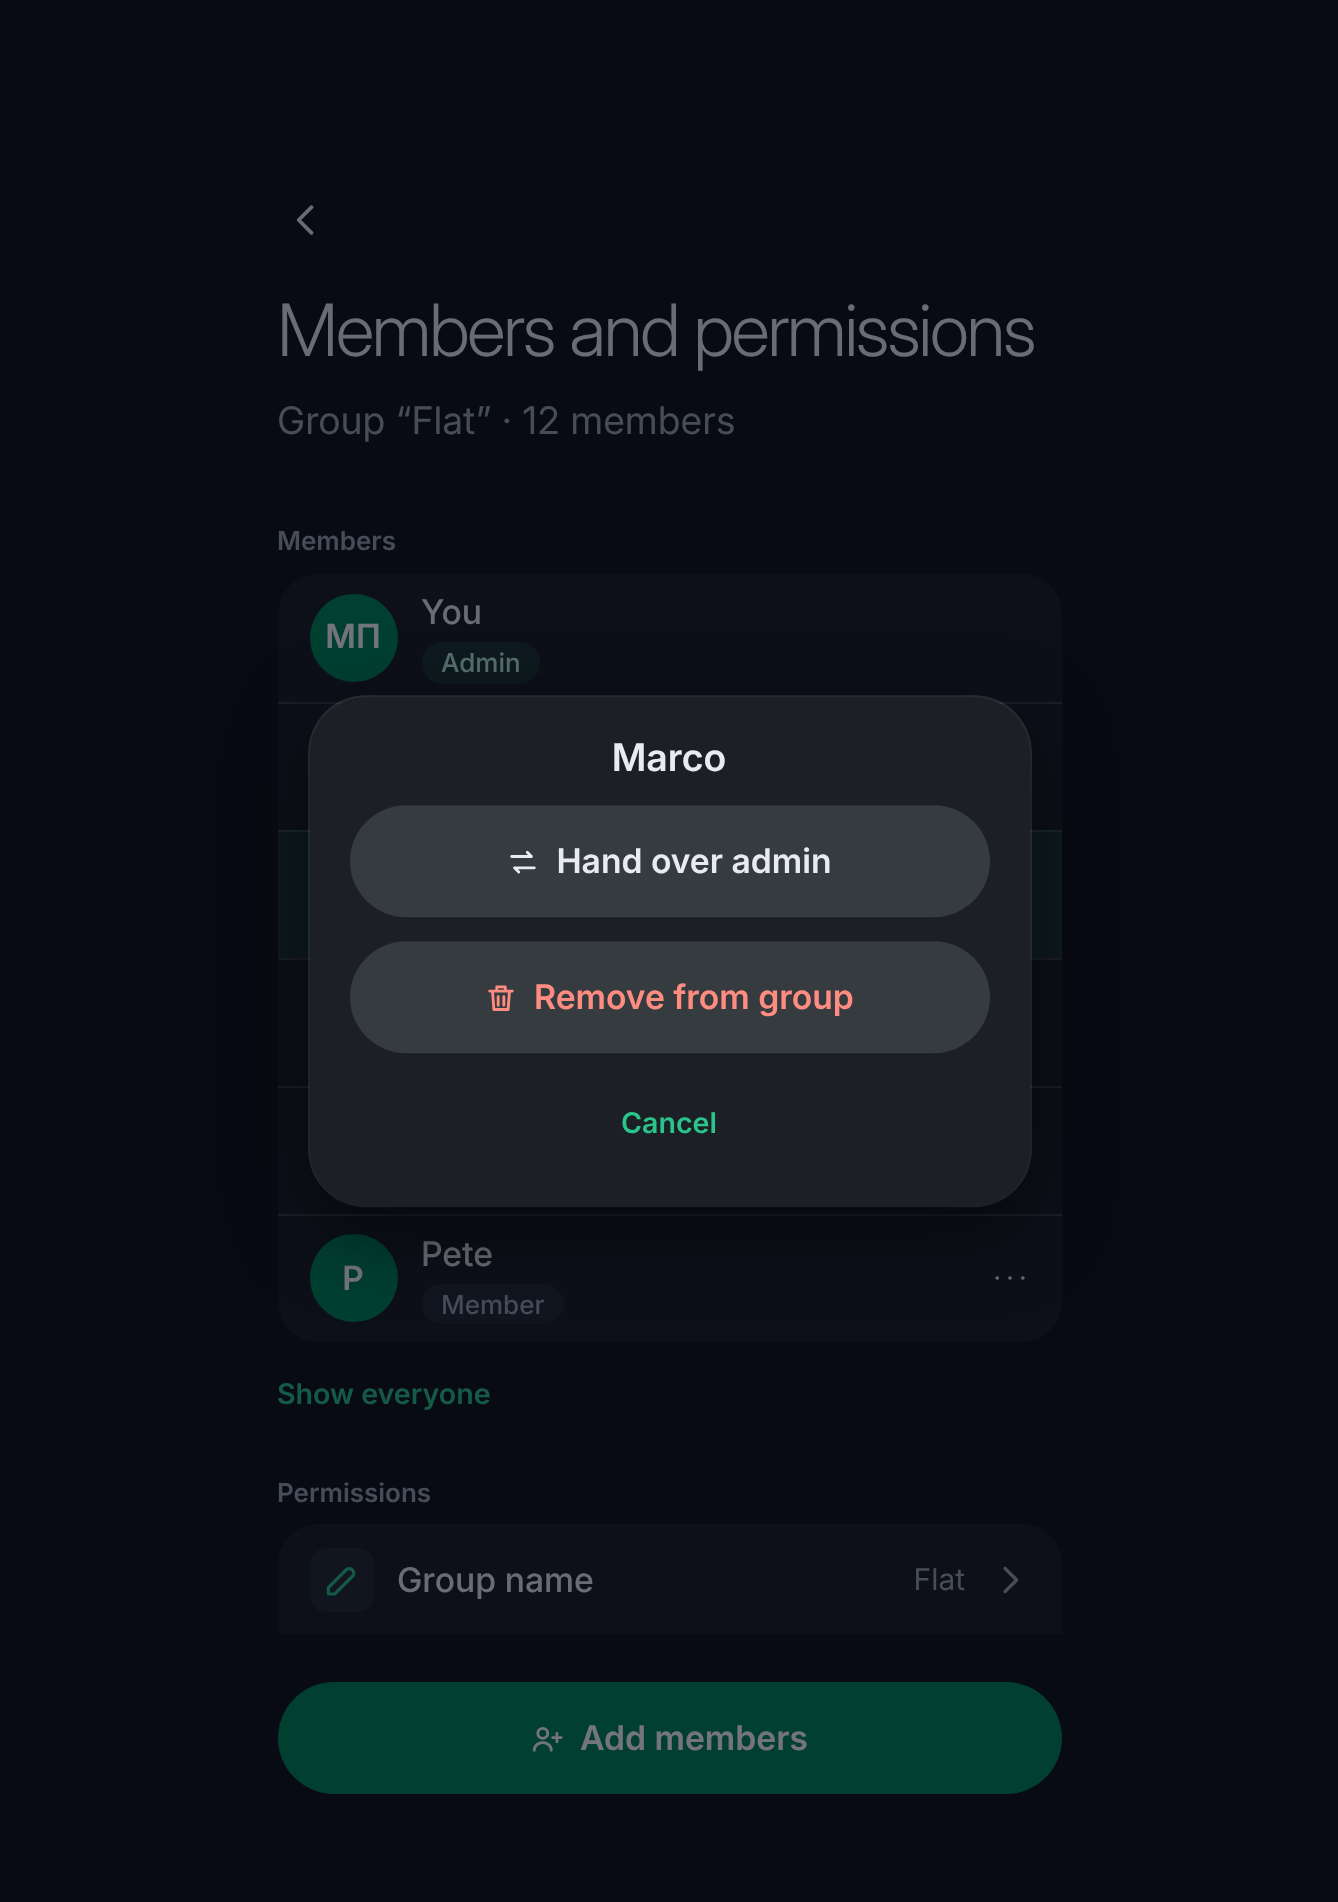 Members and permissions
Group “Flat” · 12 members
Members
МП
You
Admin
Marco
Hand over admin
Remove from group
Cancel
P
Pete
Member
Show everyone
Permissions
Group name
Flat
Add members